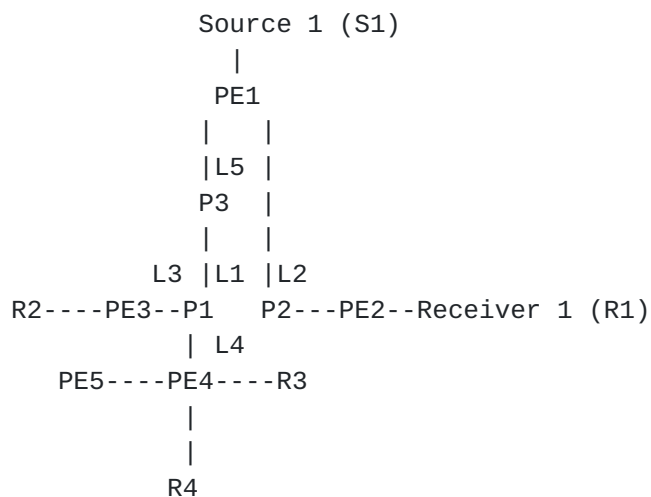 Source 1 (S1)
|
PE1
|   |
|L5 |
P3  |
|   |
L3 |L1 |L2
R2----PE3--P1   P2---PE2--Receiver 1 (R1)
| L4
PE5----PE4----R3
|
|
R4